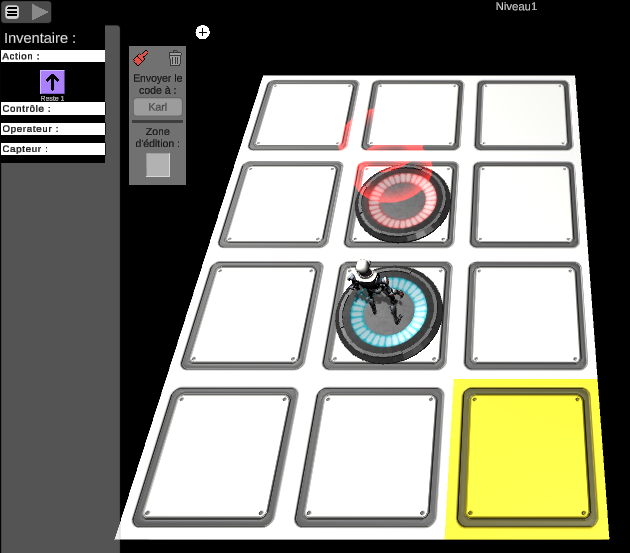 Niveau1
Inventaire :
Action :
Reste 1
Contrôle :
Operateur :
Capteur :
Envoyer le
code à :
Karl
Zone
d'édition :